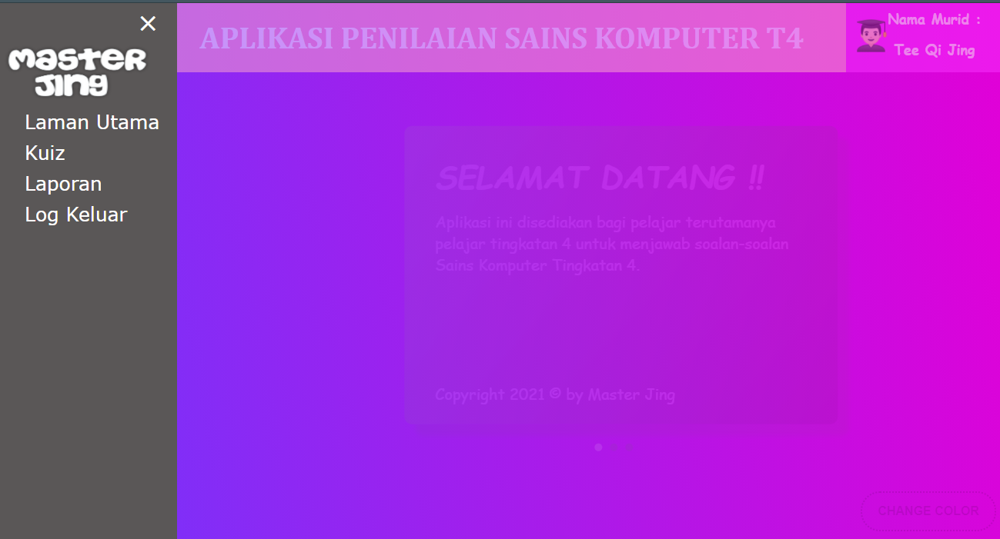 ×
MASTER
JING
Laman Utama
Kuiz
Laporan
Log Keluar
APLIKASI PENILAIAN SAINS KOMPUTER T4
Nama Murid :
Tee Qi Jing
SELAMAT DATANG !!
Aplikasi ini disediakan bagi pelajar terutamanya
pelajar tingkatan 4 untuk menjawab soalan-soalan
Sains Komputer Tingkatan 4.
Copyright 2021 © by Master Jing
CHANGE COLOR